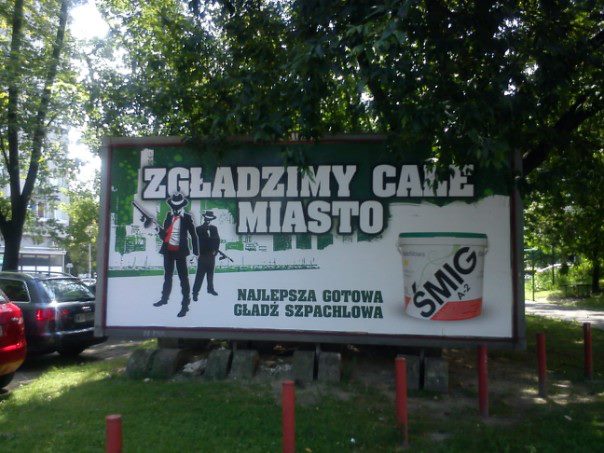 ZGŁADZIMY CAŁE
MIASTO
NAJLEPSZA GOTOWA
GŁADŹ SZPACHLOWA
ŚMIG
A-2